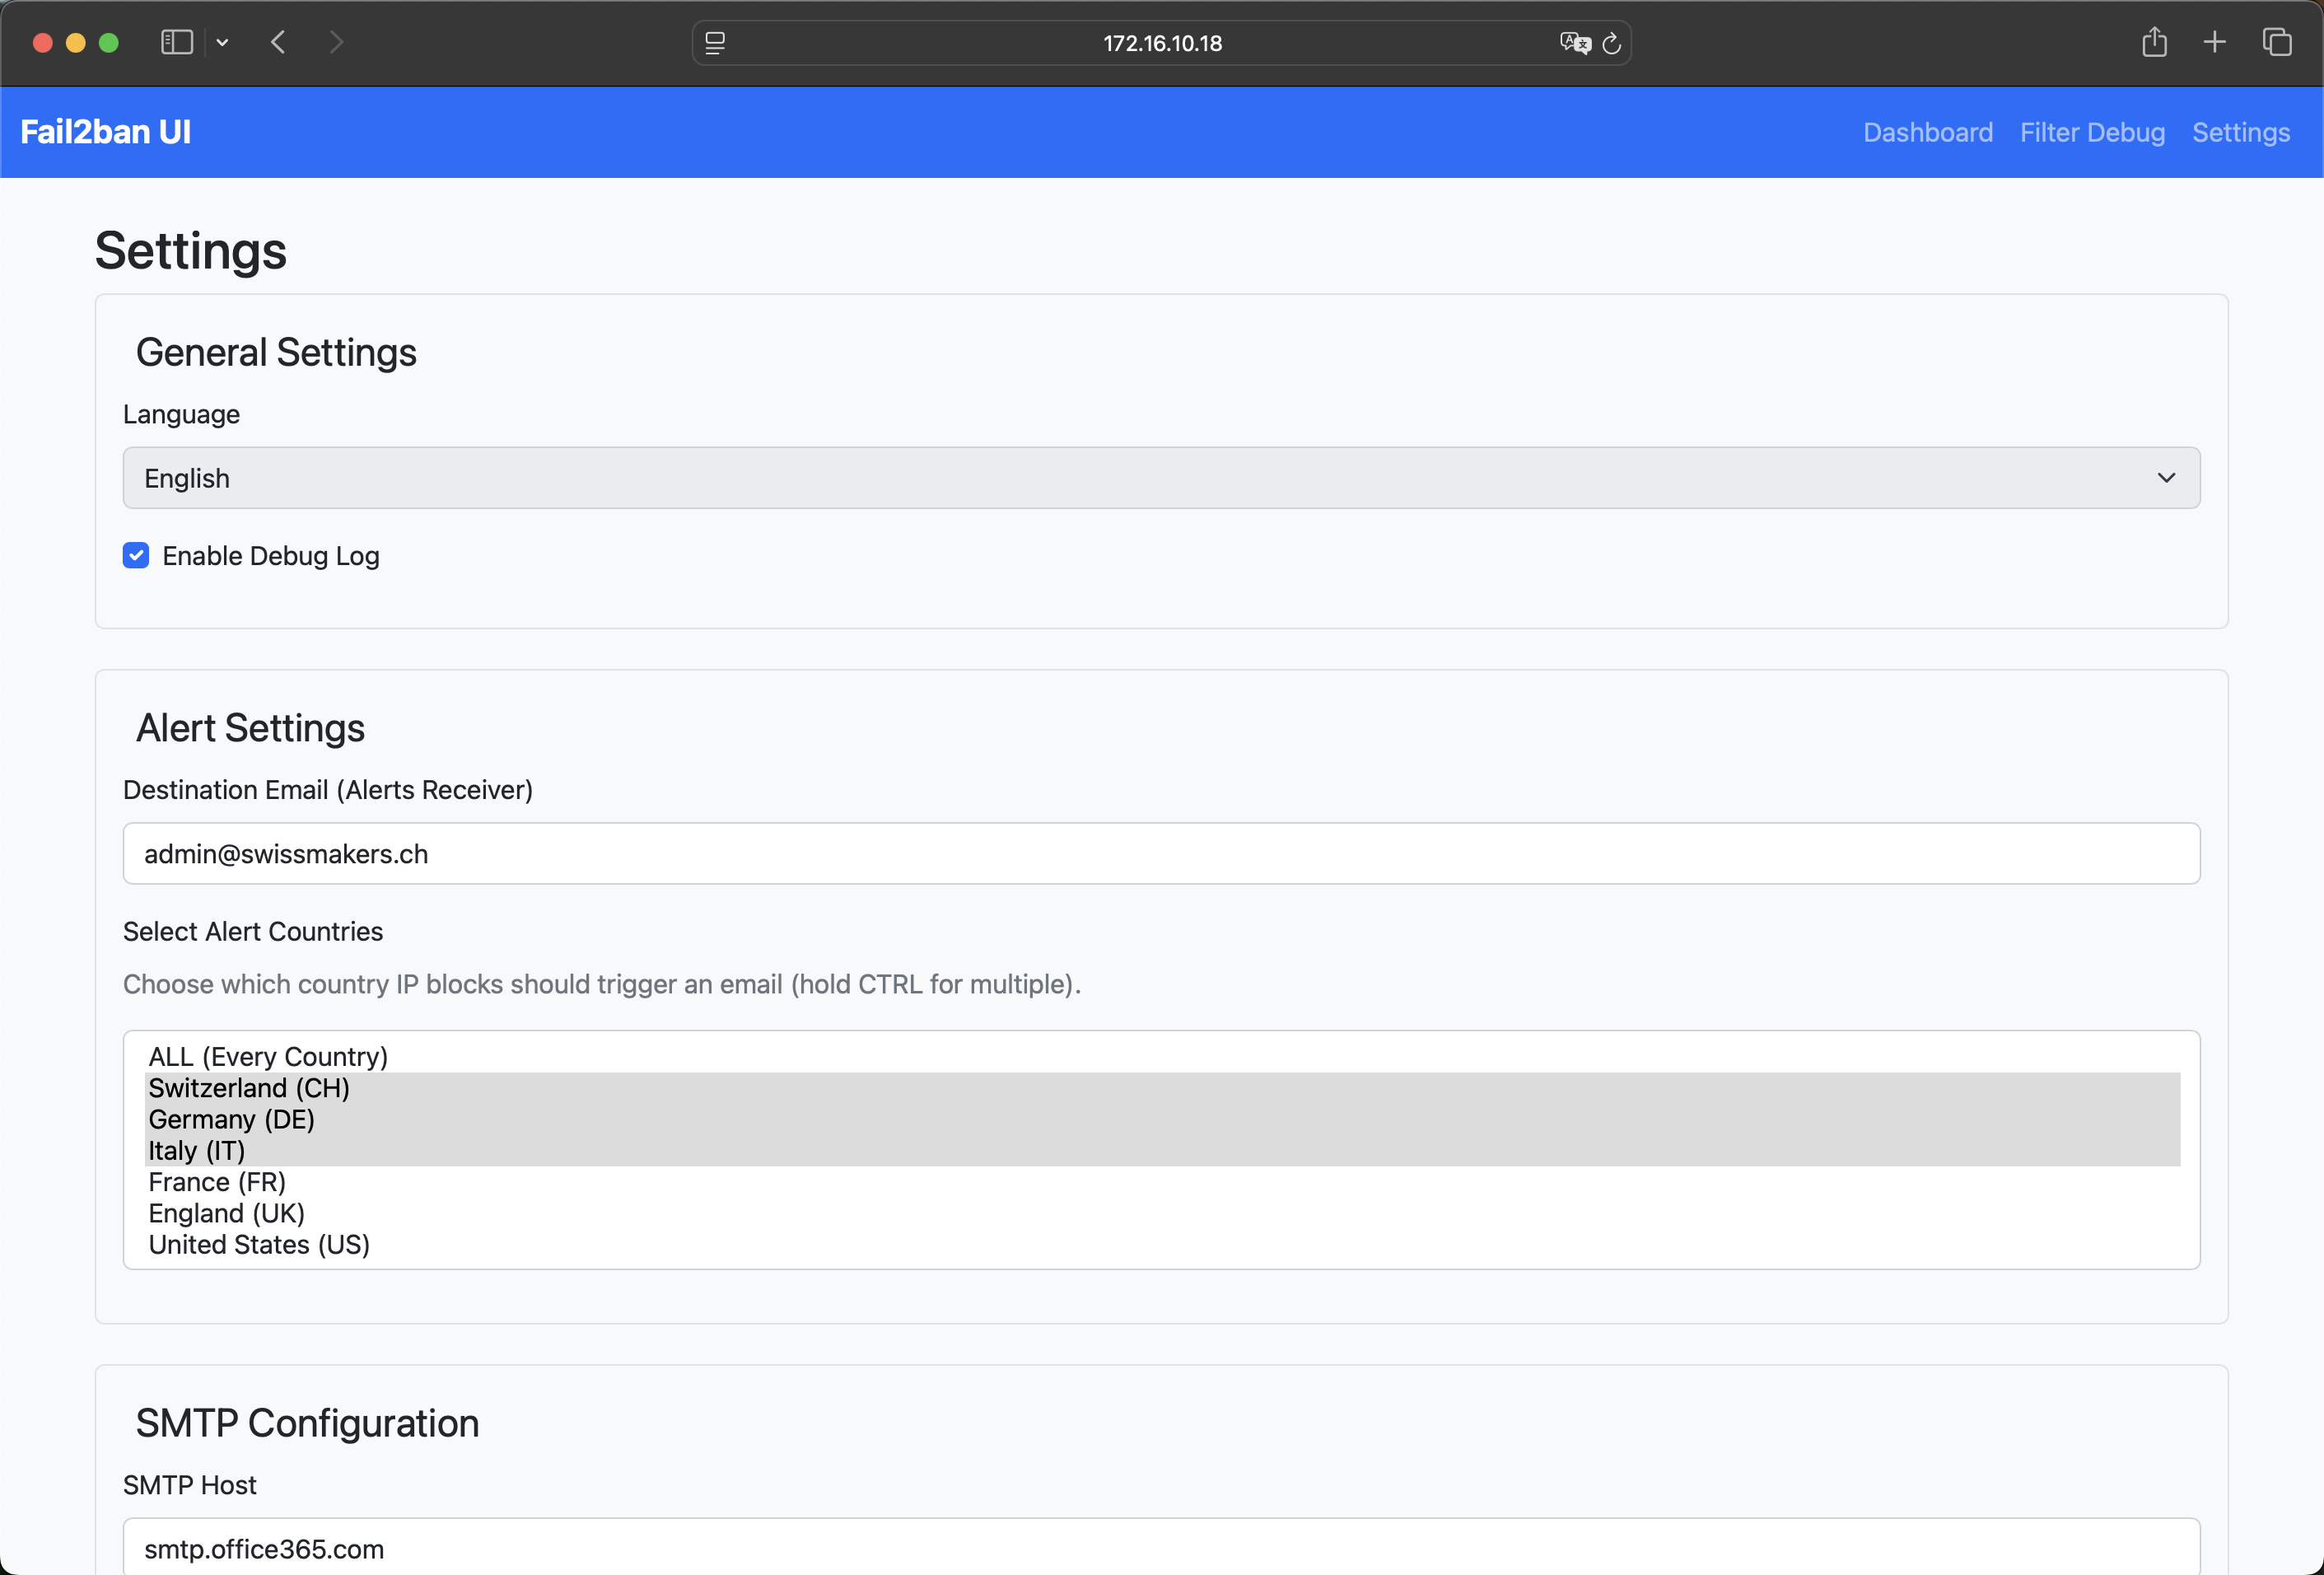 172.16.10.18
Fail2ban UI
Dashboard Filter Debug Settings
Settings
General Settings
Language
English
Enable Debug Log
Alert Settings
Destination Email (Alerts Receiver)
admin@swissmakers.ch
Select Alert Countries
Choose which country IP blocks should trigger an email (hold CTRL for multiple).
ALL (Every Country)
Switzerland (CH)
Germany (DE)
Italy (IT)
France (FR)
England (UK)
United States (US)
SMTP Configuration
SMTP Host
smtp.office365.com